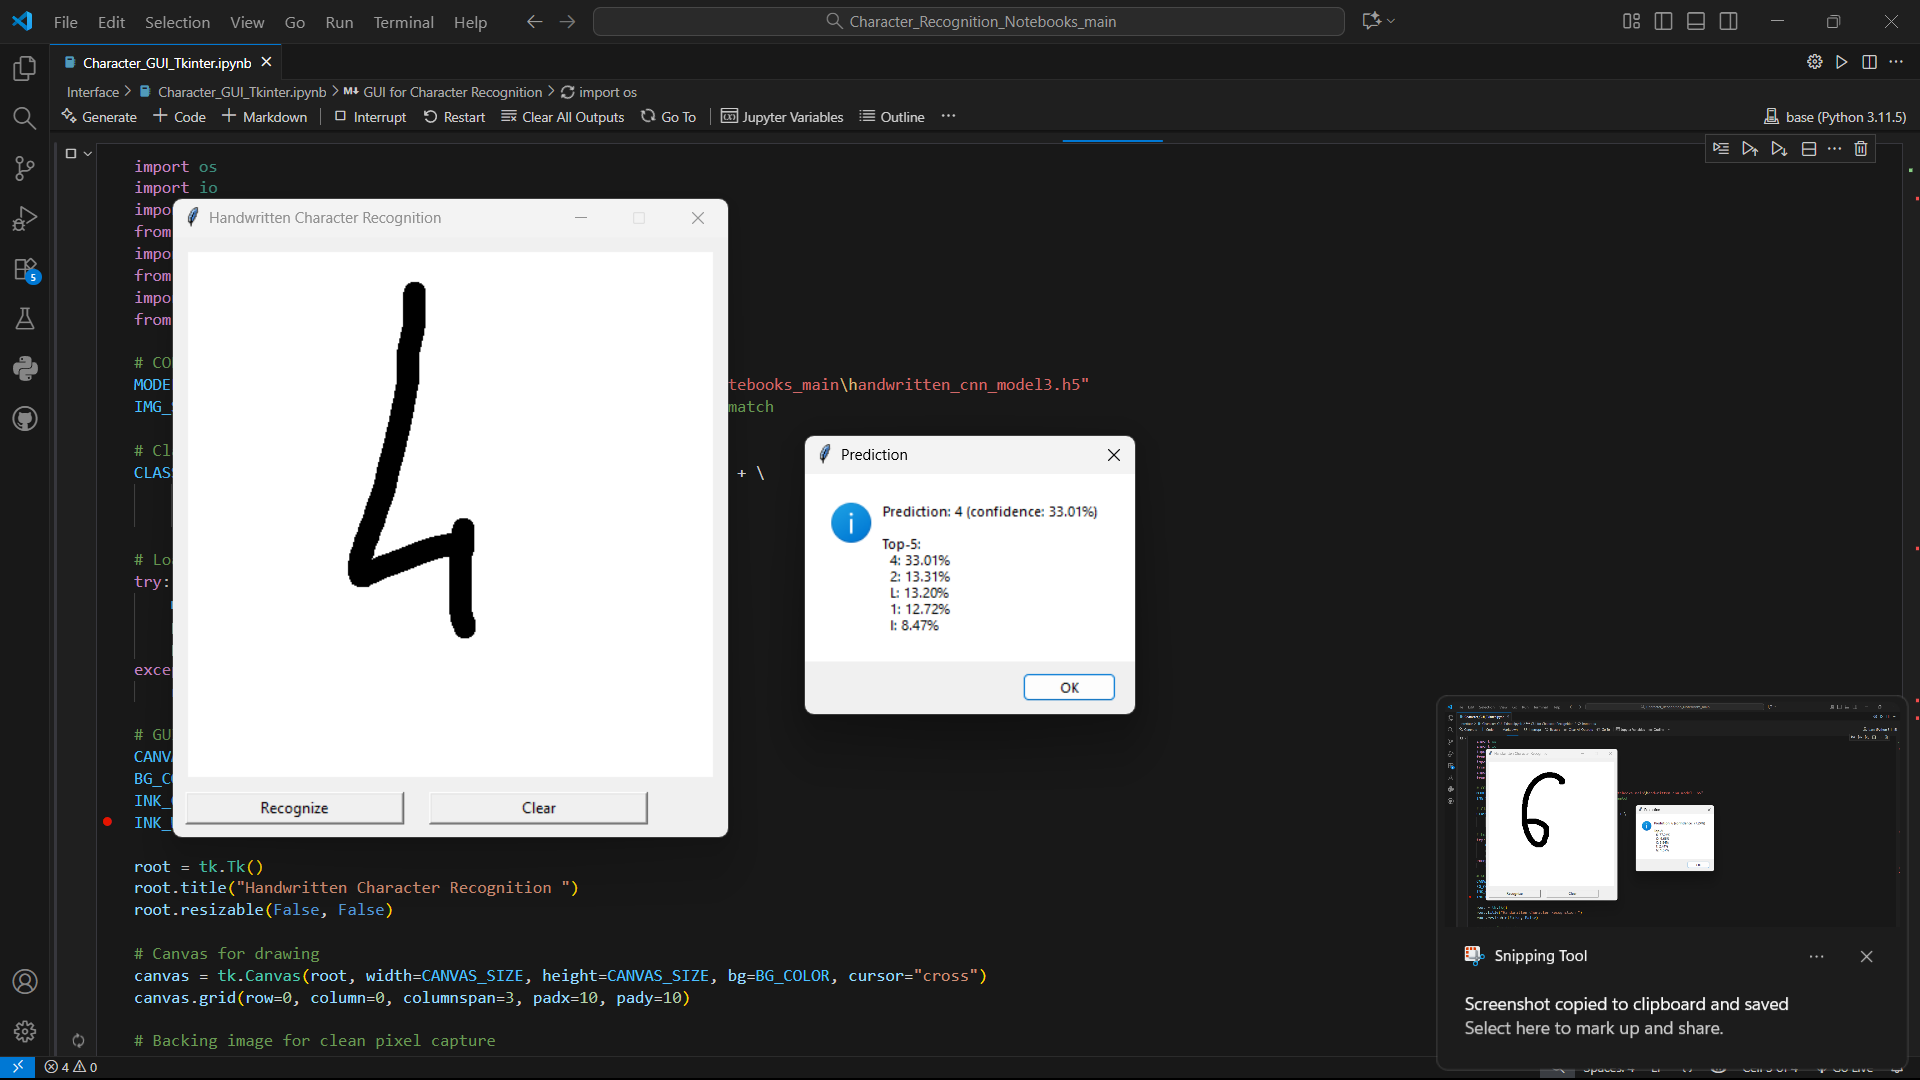 File Edit Selection View Go Run Terminal Help
Character_Recognition_Notebooks_main
Character_GUI_Tkinter.ipynb
Interface > Character_GUI_Tkinter.ipynb > M↓ GUI for Character Recognition > import os
Generate + Code + Markdown Interrupt Restart Clear All Outputs Go To Jupyter Variables Outline ... base (Python 3.11.5)
import os
import io
impo
from
impo
from
impo
from
# CO
MODE tebooks_main\handwritten_cnn_model3.h5"
IMG_ match
# Cl
CLAS + \
# Lo
try:
exce
# GU
CANV
BG_C
INK_
INK_
root = tk.Tk()
root.title("Handwritten Character Recognition ")
root.resizable(False, False)
# Canvas for drawing
canvas = tk.Canvas(root, width=CANVAS_SIZE, height=CANVAS_SIZE, bg=BG_COLOR, cursor="cross")
canvas.grid(row=0, column=0, columnspan=3, padx=10, pady=10)
# Backing image for clean pixel capture
Handwritten Character Recognition
4
Recognize Clear
Prediction
Prediction: 4 (confidence: 33.01%)
Top-5:
4: 33.01%
2: 13.31%
L: 13.20%
1: 12.72%
I: 8.47%
OK
6
Snipping Tool
Screenshot copied to clipboard and saved
Select here to mark up and share.
5
4 0